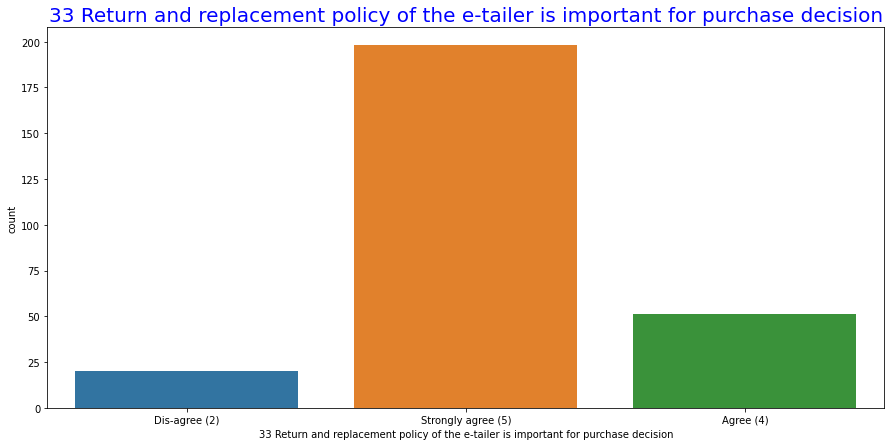 33 Return and replacement policy of the e-tailer is important for purchase decision
200
175
150
125
100
75
50
25
0
count
Dis-agree (2)
Strongly agree (5)
Agree (4)
33 Return and replacement policy of the e-tailer is important for purchase decision